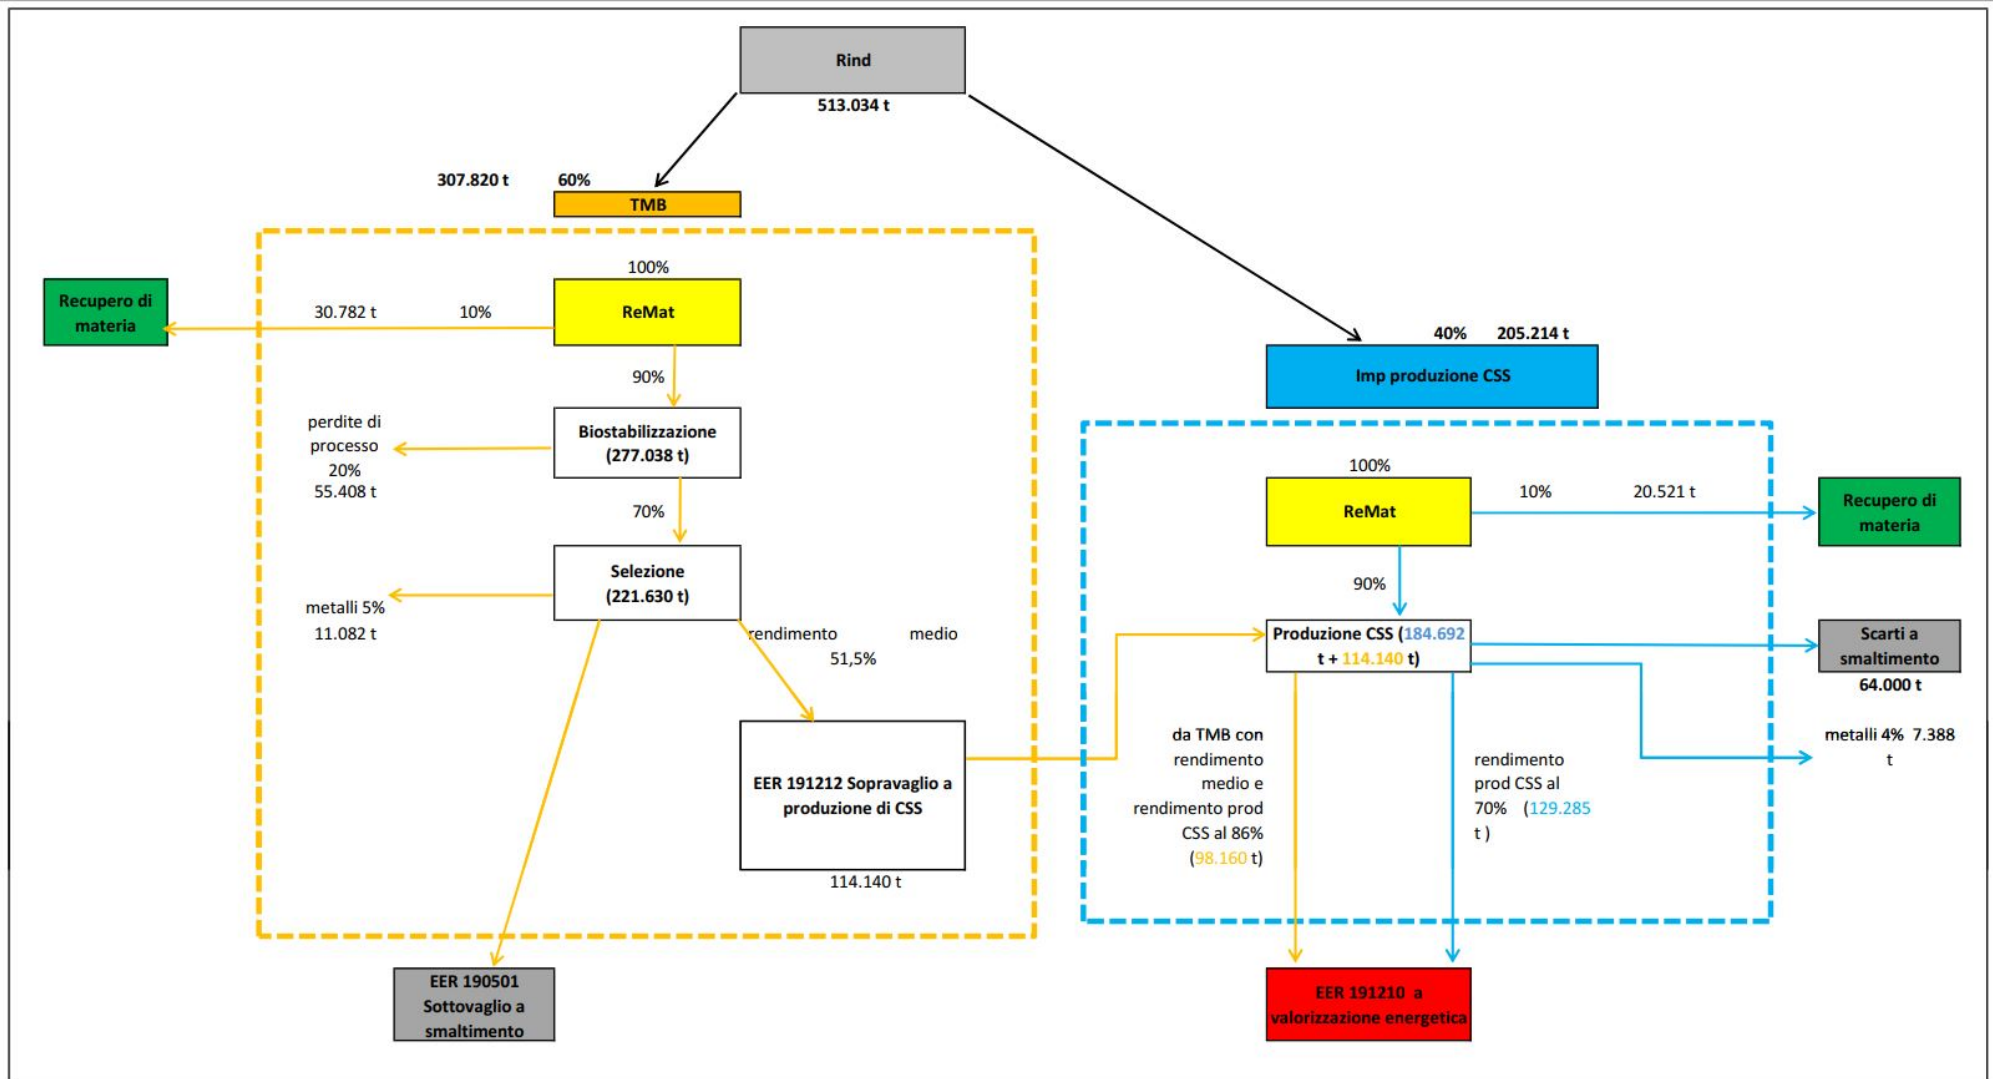 Rind
513.034 t
307.820 t 60%
TMB
100%
Recupero di
materia
30.782 t 10%
ReMat
40% 205.214 t
Imp produzione CSS
90%
perdite di
processo
20%
55.408 t
Biostabilizzazione
(277.038 t)
70%
100%
ReMat
10% 20.521 t
Recupero di
materia
Selezione
(221.630 t)
metalli 5%
11.082 t
rendimento medio
51,5%
90%
Produzione CSS (184.692
t + 114.140 t)
Scarti a
smaltimento
64.000 t
EER 191212 Sopravaglio a
produzione di CSS
114.140 t
da TMB con
rendimento
medio e
rendimento prod
CSS al 86%
(98.160 t)
rendimento
prod CSS al
70% (129.285
t )
metalli 4% 7.388
t
EER 190501
Sottovaglio a
smaltimento
EER 191210 a
valorizzazione energetica